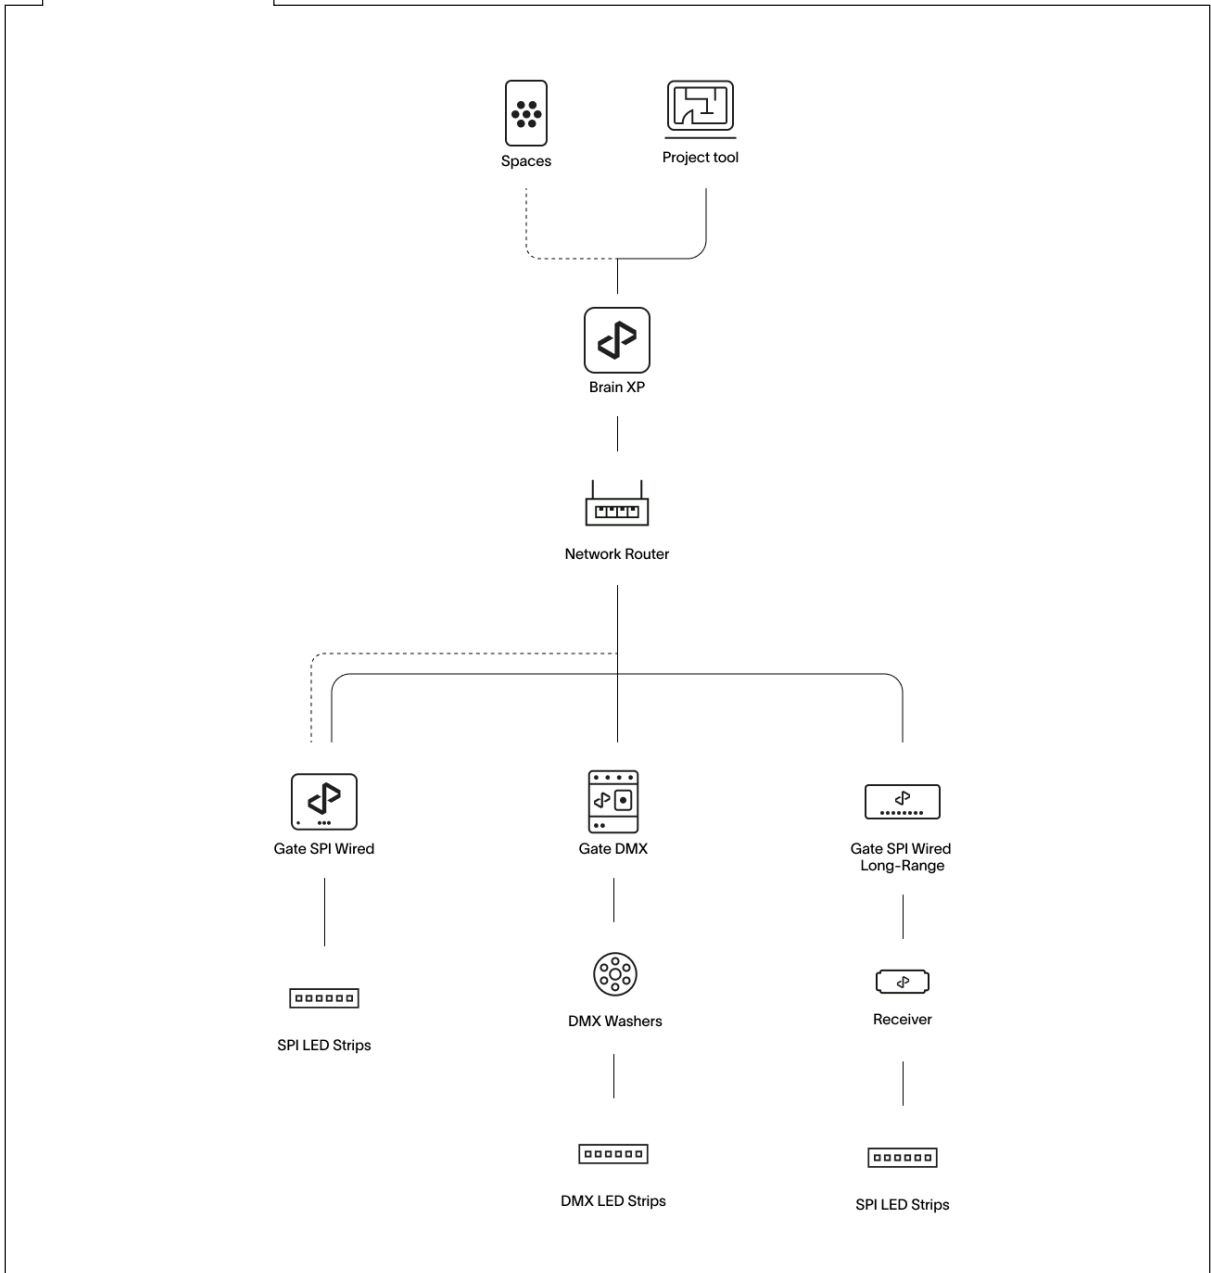 Spaces
Project tool
Brain XP
Network Router
Gate SPI Wired
Gate DMX
Gate SPI Wired
Long-Range
SPI LED Strips
DMX Washers
Receiver
DMX LED Strips
SPI LED Strips